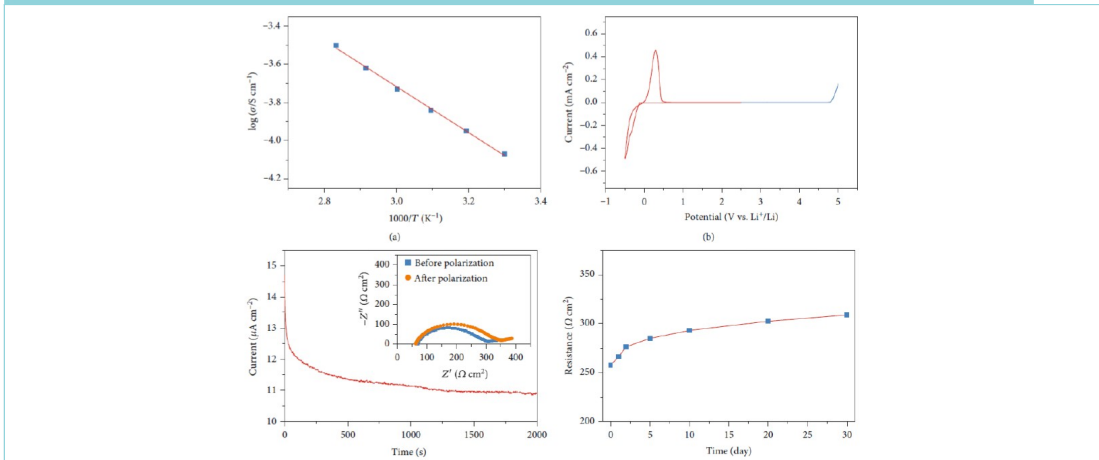 −3.4
−3.6
−3.8
−4.0
−4.2
log (σ/S cm⁻¹)
2.8 3.0 3.2 3.4
1000/T (K⁻¹)
(a)
0.6
0.4
0.2
0.0
−0.2
−0.4
−0.6
Current (mA cm⁻²)
−1 0 1 2 3 4 5
Potential (V vs. Li⁺/Li)
(b)
15
14
13
12
11
10
Current (μA cm⁻²)
0 500 1000 1500 2000
Time (s)
400
300
200
100
0
−Z″ (Ω cm²)
Before polarization
After polarization
0 100 200 300 400
Z′ (Ω cm²)
350
300
250
200
Resistance (Ω cm²)
0 5 10 15 20 25 30
Time (day)